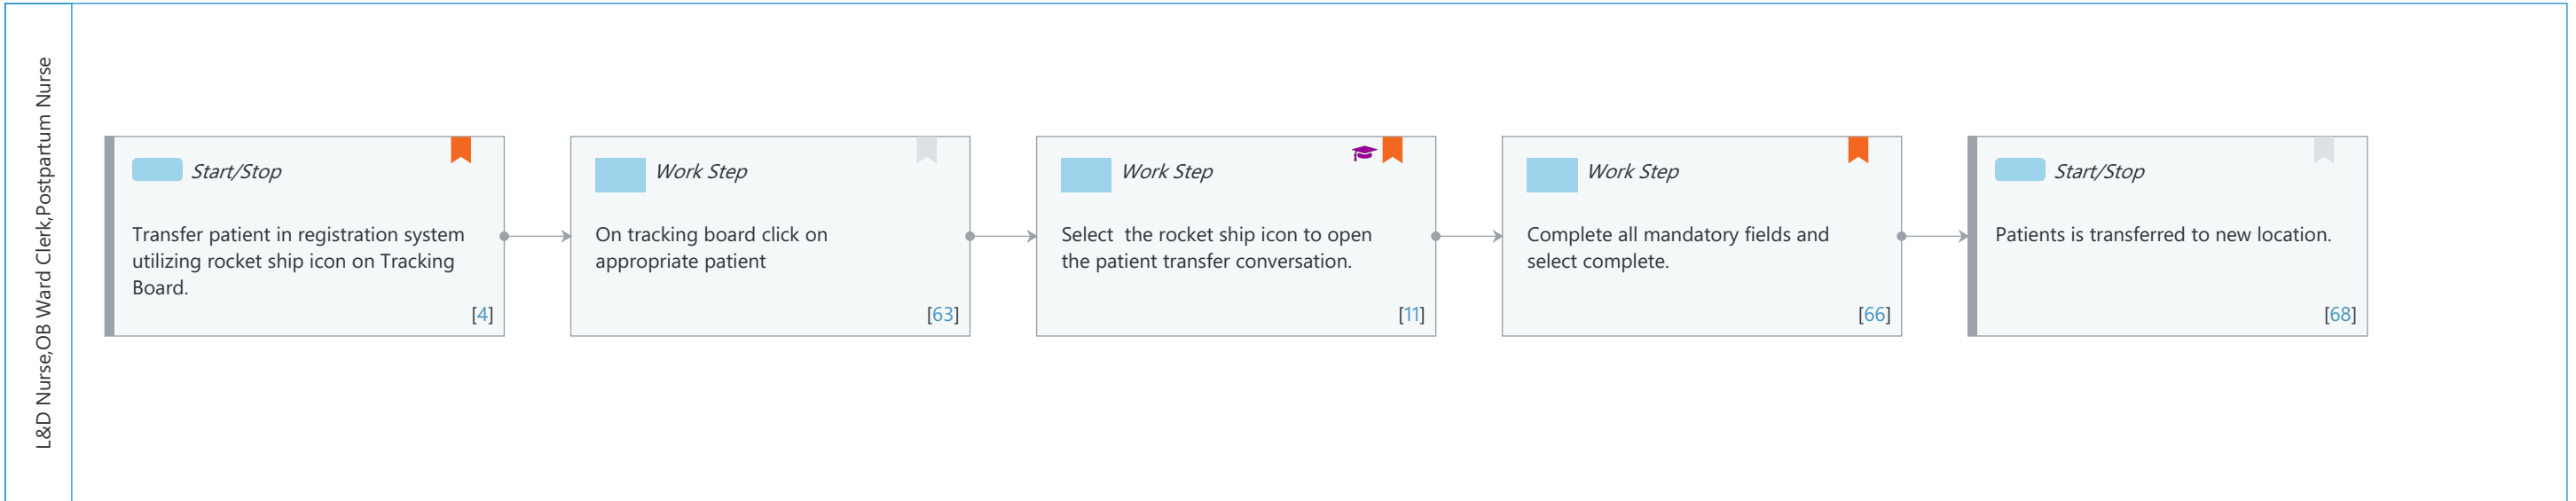 L&D Nurse,OB Ward Clerk,Postpartum Nurse
Start/Stop
Transfer patient in registration system
utilizing rocket ship icon on Tracking
Board.
[4]
Work Step
On tracking board click on
appropriate patient
[63]
Work Step
Select  the rocket ship icon to open
the patient transfer conversation.
[11]
Work Step
Complete all mandatory fields and
select complete.
[66]
Start/Stop
Patients is transferred to new location.
[68]